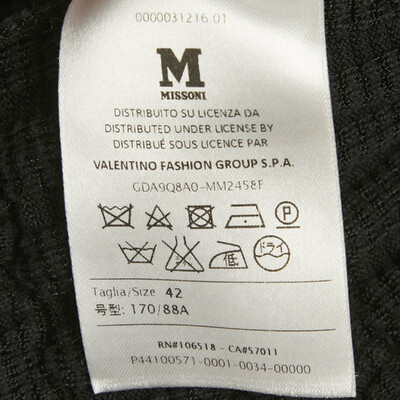 0000031216 01
M
MISSONI
DISTRIBUITO SU LICENZA DA
DISTRIBUTED UNDER LICENSE BY
DISTRIBUÉ SOUS LICENCE PAR
VALENTINO FASHION GROUP S.P.A.
GDA9Q8A0-MM2458F
P
低 ドライ
Taglia/Size 42
号型: 170/88A
RN#106518 - CA#57011
P44100571-0001-0034-00000